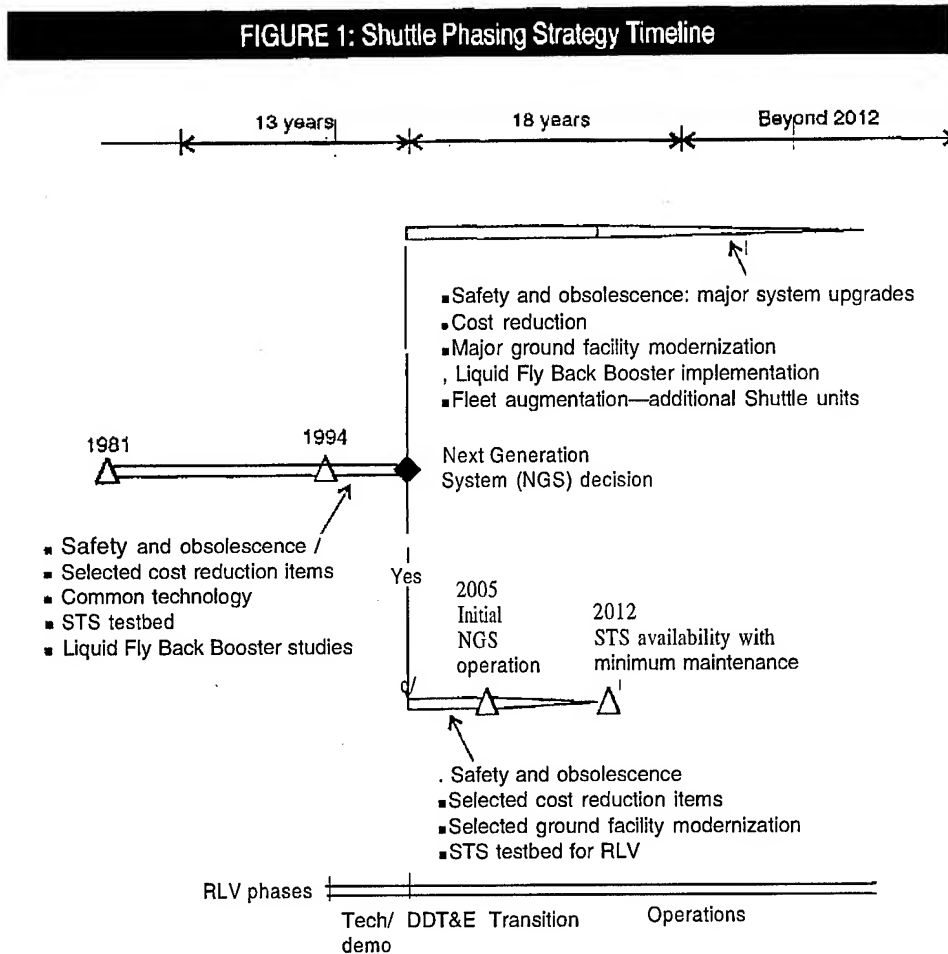 FIGURE 1: Shuttle Phasing Strategy Timeline
13 years
18 years
Beyond 2012
▪Safety and obsolescence: major system upgrades
▪Cost reduction
▪Major ground facility modernization
, Liquid Fly Back Booster implementation
▪Fleet augmentation—additional Shuttle units
1981
1994
Next Generation
System (NGS) decision
▪ Safety and obsolescence /
▪ Selected cost reduction items
▪ Common technology
▪ STS testbed
▪ Liquid Fly Back Booster studies
Yes
2005
Initial
NGS
operation
2012
STS availability with
minimum maintenance
. Safety and obsolescence
▪Selected cost reduction items
▪Selected ground facility modernization
▪STS testbed for RLV
RLV phases
Tech/
demo
DDT&E
Transition
Operations